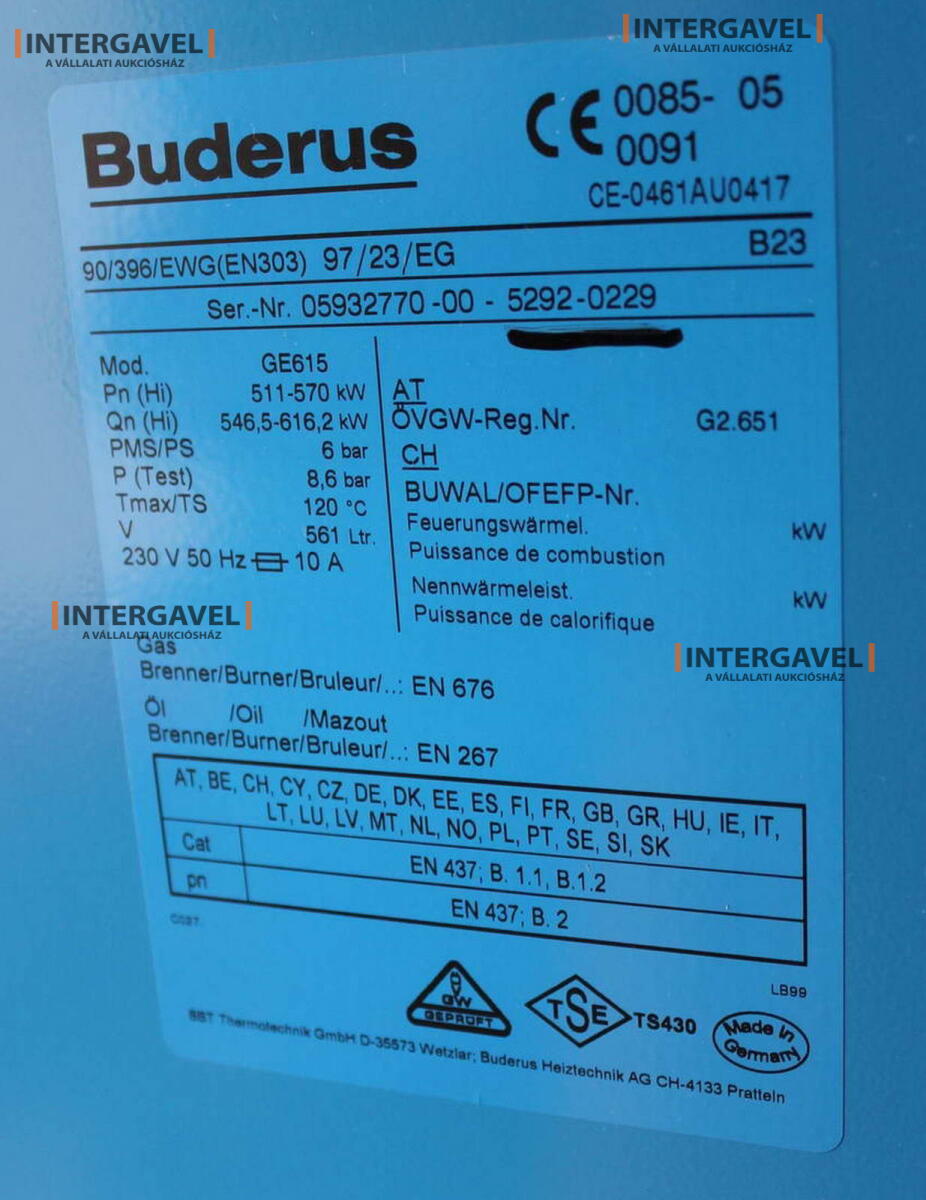 INTERGAVEL
A VÁLLALATI AUKCIÓSHÁZ
INTERGAVEL
A VÁLLALATI AUKCIÓSHÁZ
Buderus
CE 0085- 05
0091
CE-0461AU0417
90/396/EWG(EN303) 97/23/EG B23
Ser.-Nr. 05932770-00 - 5292-0229
Mod. GE615
Pn (Hi) 511-570 kW
Qn (Hi) 546,5-616,2 kW
PMS/PS 6 bar
P (Test) 8,6 bar
Tmax/TS 120 °C
V 561 Ltr.
230 V 50 Hz 10 A
AT
ÖVGW-Reg.Nr. G2.651
CH
BUWAL/OFEFP-Nr.
Feuerungswärmel. kW
Puissance de combustion
Nennwärmeleist. kW
Puissance de calorifique
INTERGAVEL
A VÁLLALATI AUKCIÓSHÁZ
INTERGAVEL
A VÁLLALATI AUKCIÓSHÁZ
Gas
Brenner/Burner/Bruleur/..: EN 676
Öl /Oil /Mazout
Brenner/Burner/Bruleur/..: EN 267
AT, BE, CH, CY, CZ, DE, DK, EE, ES, FI, FR, GB, GR, HU, IE, IT,
LT, LU, LV, MT, NL, NO, PL, PT, SE, SI, SK
Cat EN 437; B. 1.1, B.1.2
pn EN 437; B. 2
LB99
GW
GEPRÜFT
TSE TS430
Made in
Germany
BBT Thermotechnik GmbH D-35573 Wetzlar; Buderus Heiztechnik AG CH-4133 Pratteln